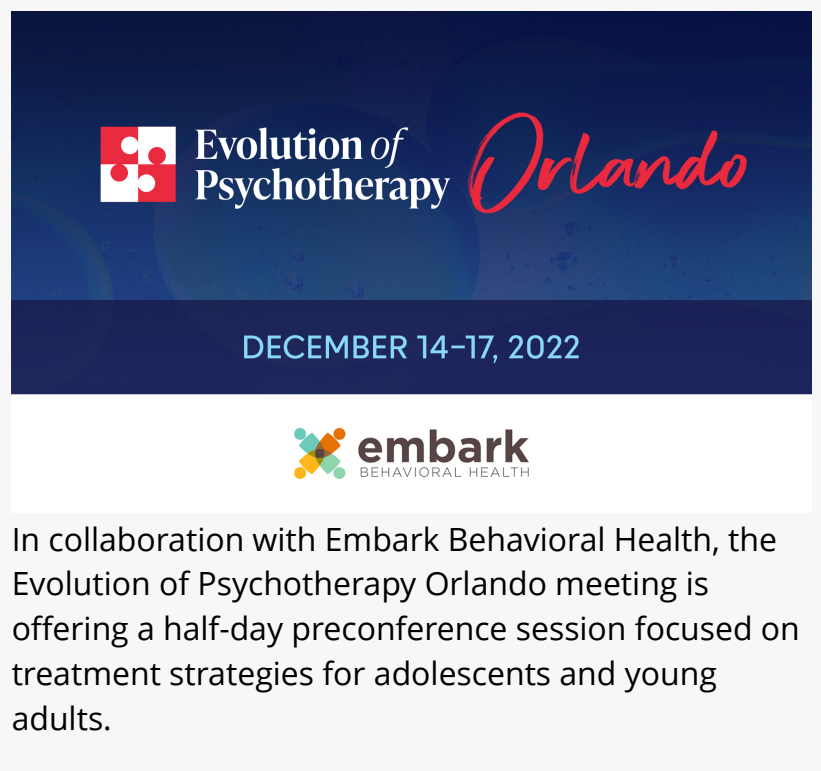 Evolution of
Psychotherapy
Orlando
DECEMBER 14–17, 2022
embark
BEHAVIORAL HEALTH
In collaboration with Embark Behavioral Health, the
Evolution of Psychotherapy Orlando meeting is
offering a half-day preconference session focused on
treatment strategies for adolescents and young
adults.